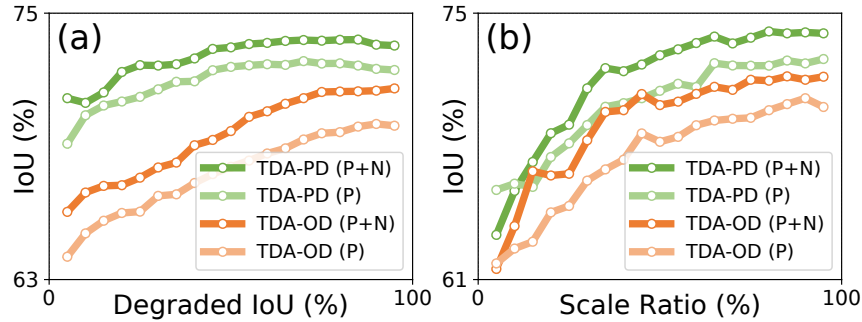 75
(a)
IoU (%)
TDA-PD (P+N)
TDA-PD (P)
TDA-OD (P+N)
TDA-OD (P)
63
0
Degraded IoU (%)
100
75
(b)
IoU (%)
TDA-PD (P+N)
TDA-PD (P)
TDA-OD (P+N)
TDA-OD (P)
61
0
Scale Ratio (%)
100